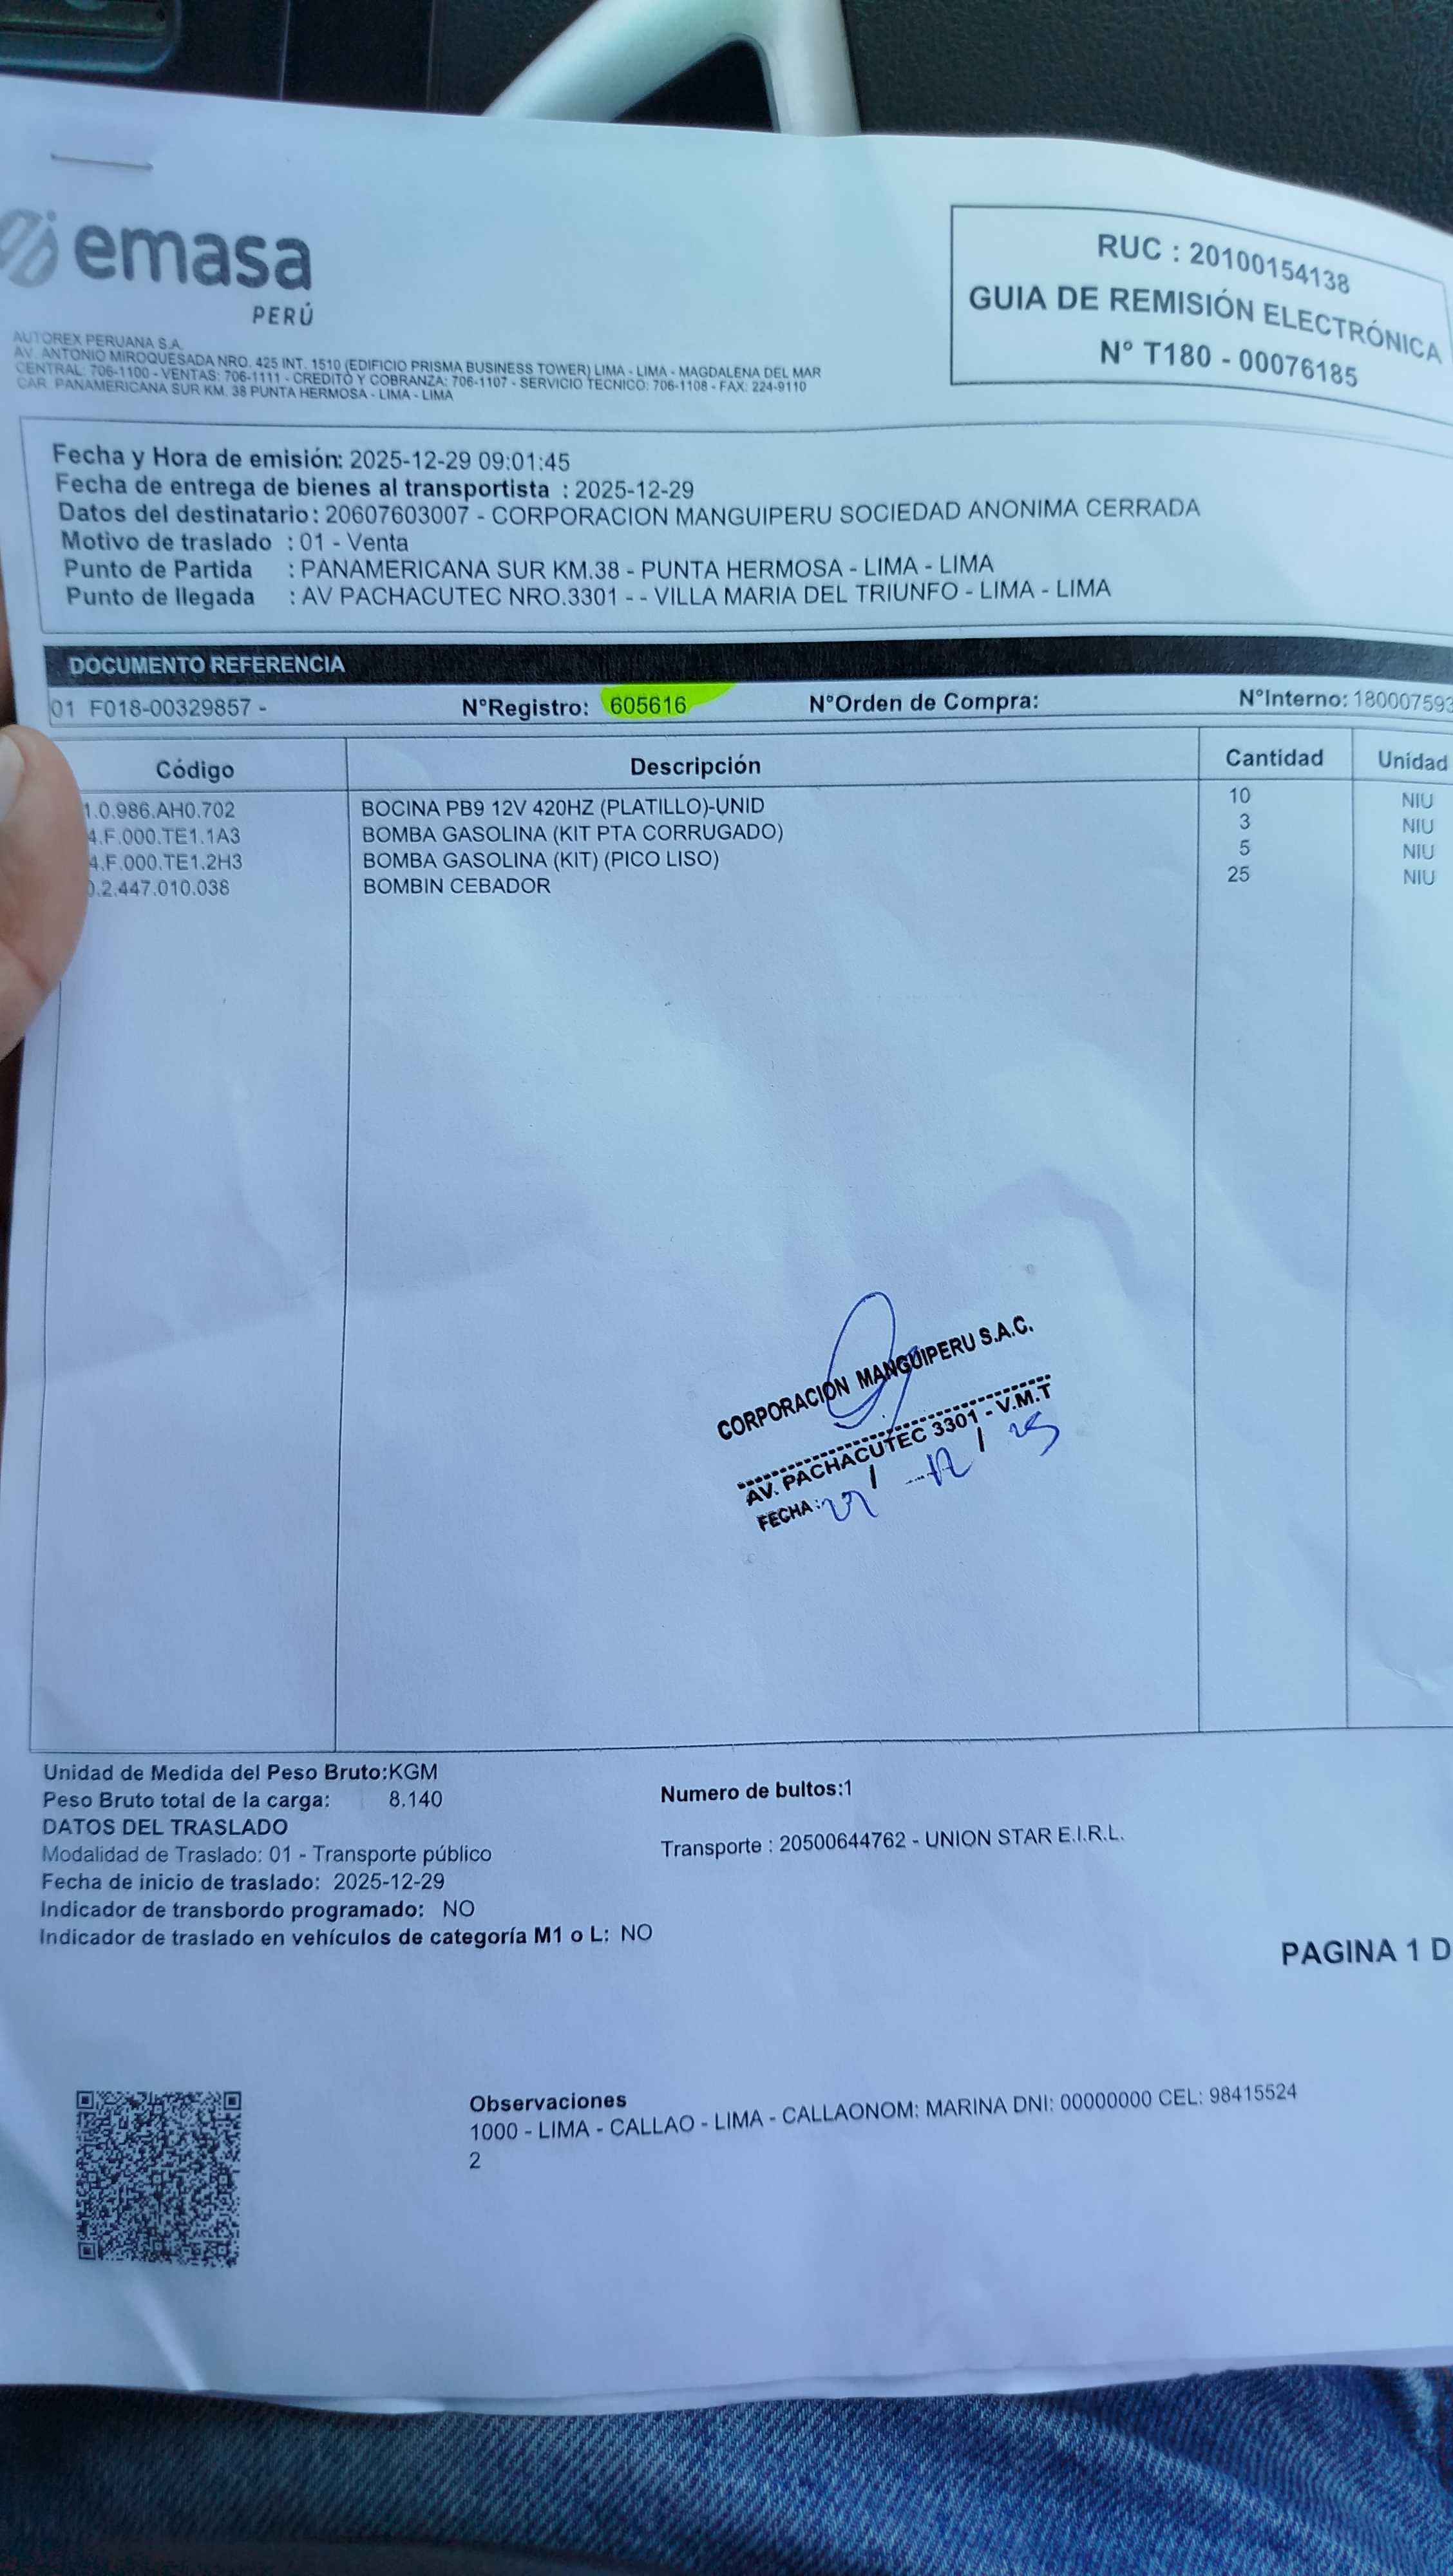 emasa
PERÚ
AUTOREX PERUANA S.A.
AV. ANTONIO MIROQUESADA NRO. 425 INT. 1510 (EDIFICIO PRISMA BUSINESS TOWER) LIMA - LIMA - MAGDALENA DEL MAR
CENTRAL: 706-1100 - VENTAS: 706-1111 - CREDITO Y COBRANZA: 706-1107 - SERVICIO TECNICO: 706-1108 - FAX: 224-9110
CAR. PANAMERICANA SUR KM. 38 PUNTA HERMOSA - LIMA - LIMA
RUC : 20100154138
GUIA DE REMISIÓN ELECTRÓNICA
N° T180 - 00076185
Fecha y Hora de emisión: 2025-12-29 09:01:45
Fecha de entrega de bienes al transportista : 2025-12-29
Datos del destinatario : 20607603007 - CORPORACION MANGUIPERU SOCIEDAD ANONIMA CERRADA
Motivo de traslado : 01 - Venta
Punto de Partida : PANAMERICANA SUR KM.38 - PUNTA HERMOSA - LIMA - LIMA
Punto de llegada : AV PACHACUTEC NRO.3301 - - VILLA MARIA DEL TRIUNFO - LIMA - LIMA
DOCUMENTO REFERENCIA
01 F018-00329857 - N°Registro: 605616 N°Orden de Compra: N°Interno: 180007593
Código Descripción Cantidad Unidad
1.0.986.AH0.702 BOCINA PB9 12V 420HZ (PLATILLO)-UNID 10 NIU
4.F.000.TE1.1A3 BOMBA GASOLINA (KIT PTA CORRUGADO) 3 NIU
4.F.000.TE1.2H3 BOMBA GASOLINA (KIT) (PICO LISO) 5 NIU
0.2.447.010.038 BOMBIN CEBADOR 25 NIU
CORPORACION MANGUIPERU S.A.C.
AV. PACHACUTEC 3301 - V.M.T
FECHA: / 12 / 25
Unidad de Medida del Peso Bruto:KGM
Peso Bruto total de la carga: 8.140 Numero de bultos:1
DATOS DEL TRASLADO
Modalidad de Traslado: 01 - Transporte público Transporte : 20500644762 - UNION STAR E.I.R.L.
Fecha de inicio de traslado: 2025-12-29
Indicador de transbordo programado: NO
Indicador de traslado en vehículos de categoría M1 o L: NO
PAGINA 1 D
Observaciones
1000 - LIMA - CALLAO - LIMA - CALLAONOM: MARINA DNI: 00000000 CEL: 98415524
2